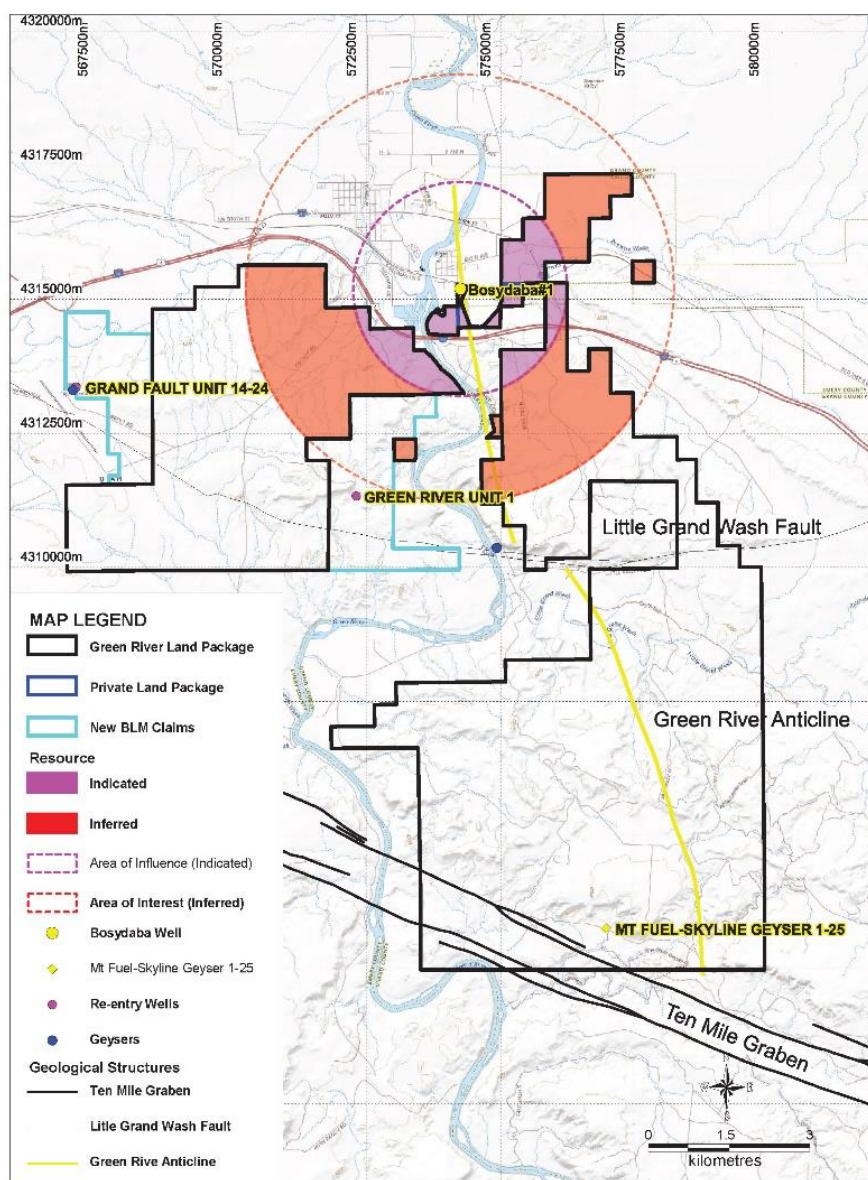 4320000m
567500m
570000m
572500m
575000m
577500m
580000m
4317500m
4315000m
Bosydaba#1
GRAND FAULT UNIT 14-24
4312500m
GREEN RIVER UNIT 1
Little Grand Wash Fault
4310000m
MAP LEGEND
Green River Land Package
Private Land Package
New BLM Claims
Resource
Indicated
Inferred
Area of Influence (Indicated)
Area of Interest (Inferred)
Bosydaba Well
Mt Fuel-Skyline Geyser 1-25
Re-entry Wells
Geysers
Geological Structures
Ten Mile Graben
Little Grand Wash Fault
Green Rive Anticline
Green River Anticline
MT FUEL-SKYLINE GEYSER 1-25
Ten Mile Graben
0 1.5 3
kilometres